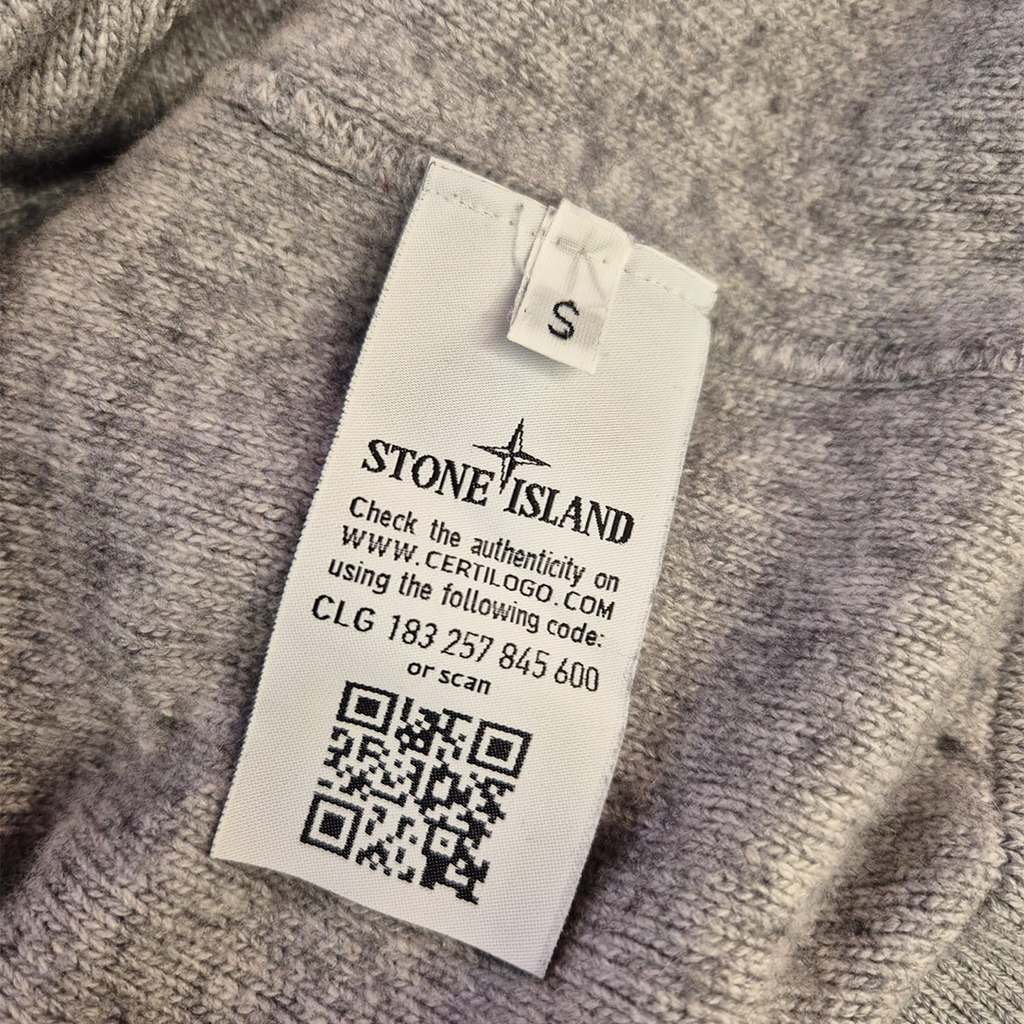 S
STONE ISLAND
Check the authenticity on
WWW.CERTILOGO.COM
using the following code:
CLG 183 257 845 600
or scan